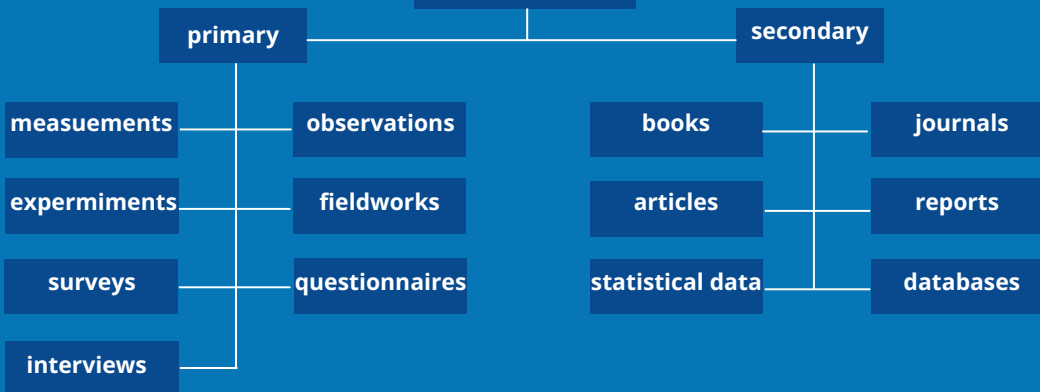 primary
secondary
measuements
observations
books
journals
expermiments
fieldworks
articles
reports
surveys
questionnaires
statistical data
databases
interviews